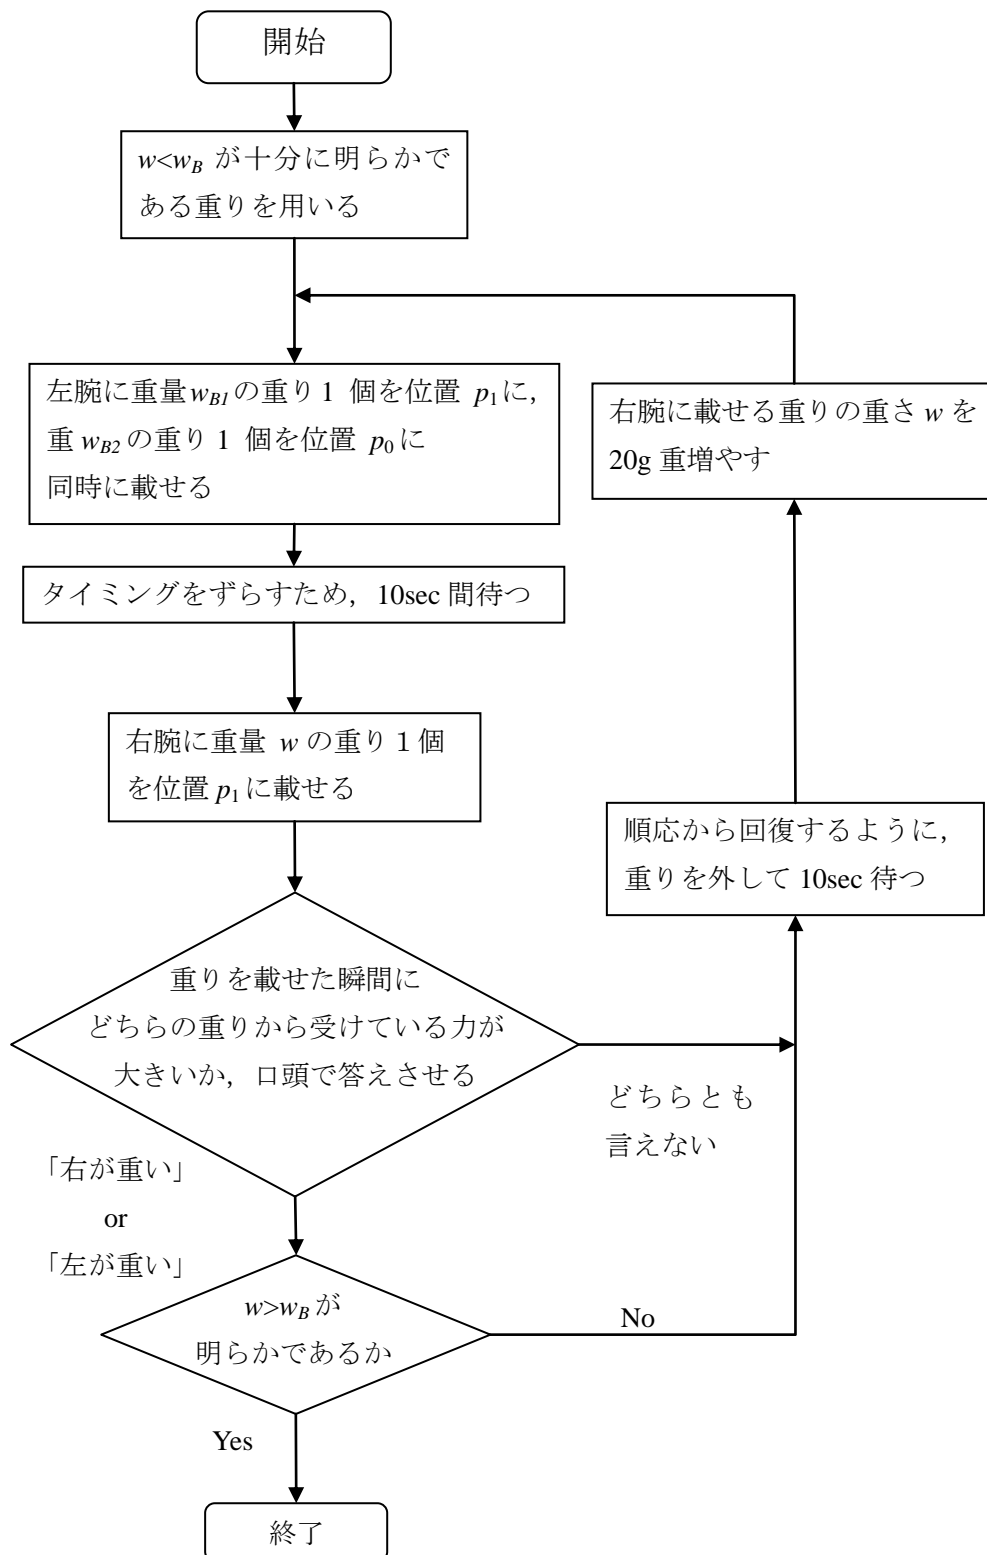 開始
w<w_B が十分に明らかで
ある重りを用いる
左腕に重量w_{B1}の重り1 個を位置 p_1に，
重w_{B2}の重り1 個を位置 p_0に
同時に載せる
右腕に載せる重りの重さ w を
20g 重増やす
タイミングをずらすため，10sec 間待つ
右腕に重量 w の重り１個
を位置p_1に載せる
順応から回復するように，
重りを外して 10sec 待つ
重りを載せた瞬間に
どちらの重りから受けている力が
大きいか，口頭で答えさせる
どちらとも
言えない
「右が重い」
or
「左が重い」
w>w_B が
明らかであるか
No
Yes
終了